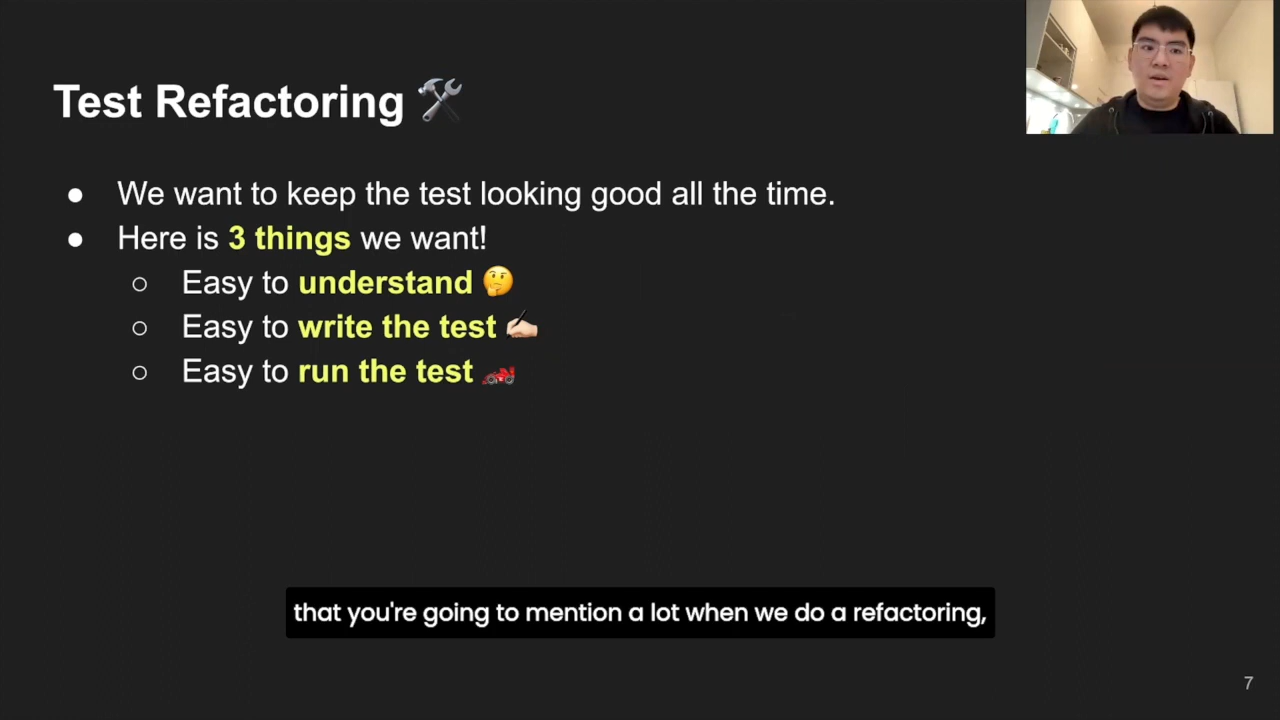 Test Refactoring 🛠️
● We want to keep the test looking good all the time.
● Here is 3 things we want!
○ Easy to understand 🤔
○ Easy to write the test ✍🏻
○ Easy to run the test 🏎️
that you're going to mention a lot when we do a refactoring,
7